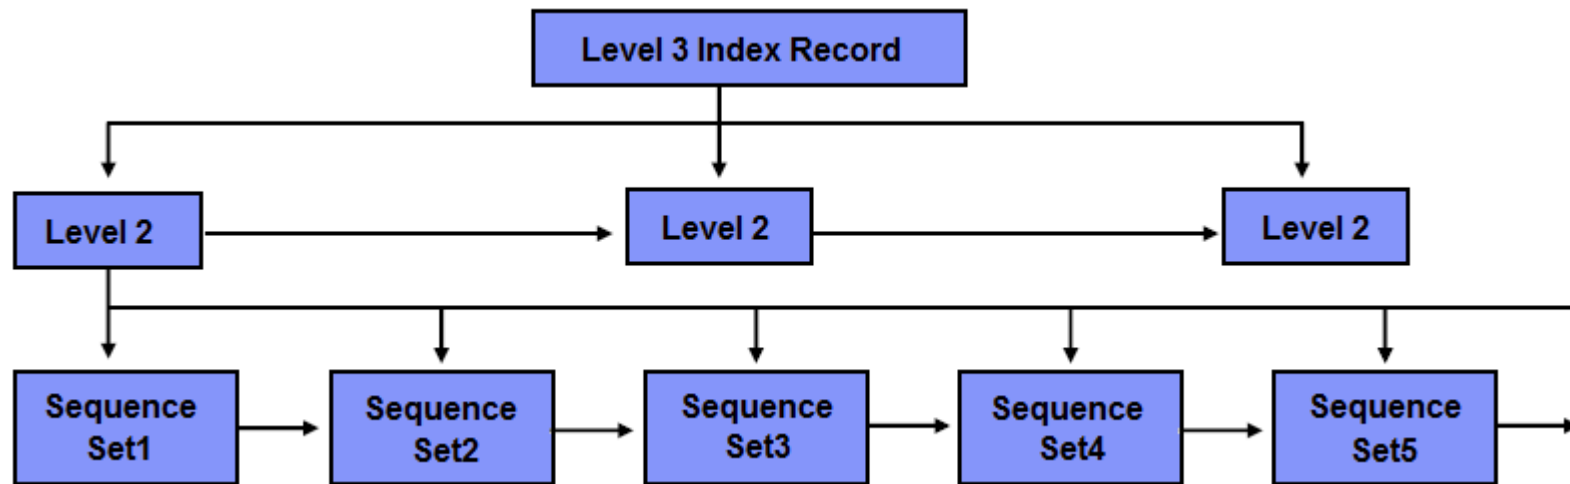 Level 3 Index Record
Level 2
Level 2
Level 2
Sequence
Set1
Sequence
Set2
Sequence
Set3
Sequence
Set4
Sequence
Set5